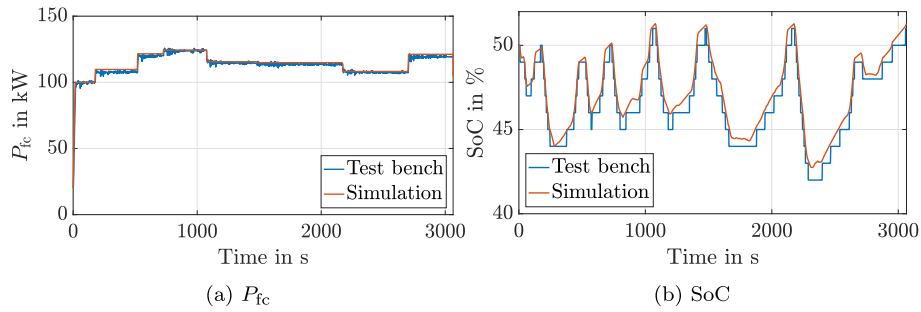 150
100
50
0
P_fc in kW
0
1000
2000
3000
Time in s
Test bench
Simulation
(a) P_fc
50
45
40
SoC in %
0
1000
2000
3000
Time in s
Test bench
Simulation
(b) SoC